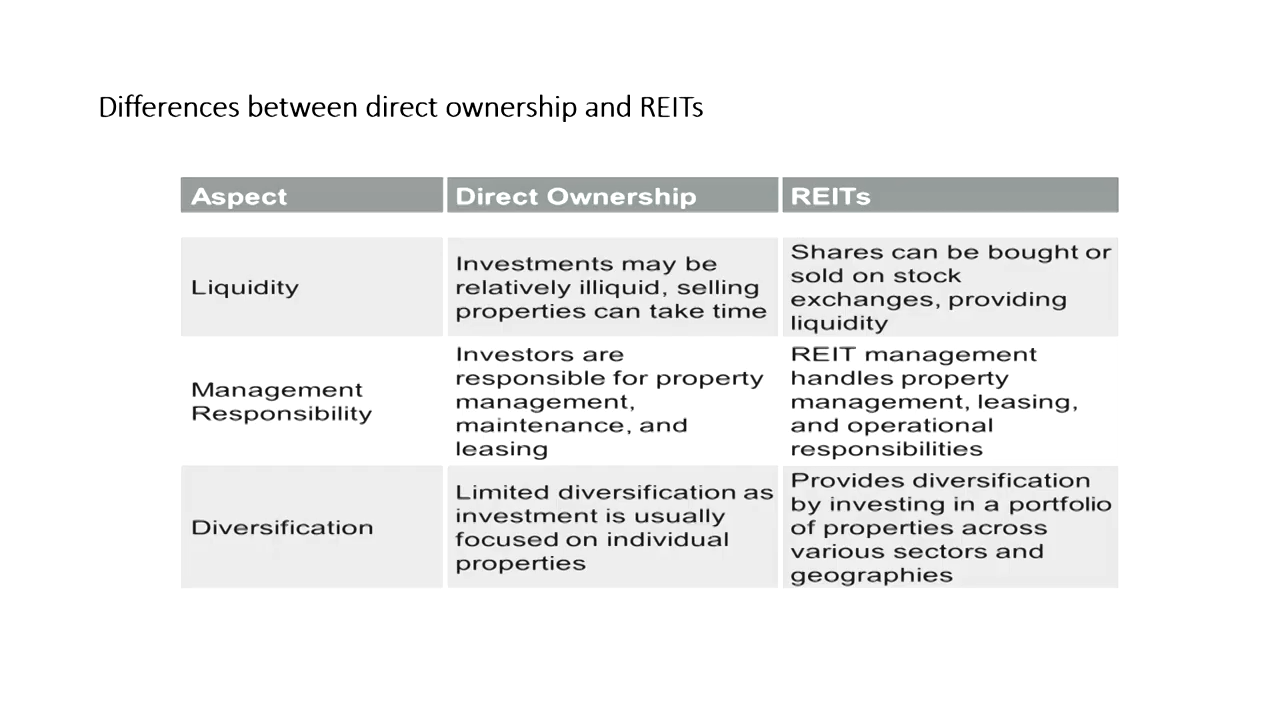 Differences between direct ownership and REITs
Aspect
Direct Ownership
REITs
Liquidity
Investments may be
relatively illiquid, selling
properties can take time
Shares can be bought or
sold on stock
exchanges, providing
liquidity
Management
Responsibility
Investors are
responsible for property
management,
maintenance, and
leasing
REIT management
handles property
management, leasing,
and operational
responsibilities
Diversification
Limited diversification as
investment is usually
focused on individual
properties
Provides diversification
by investing in a portfolio
of properties across
various sectors and
geographies